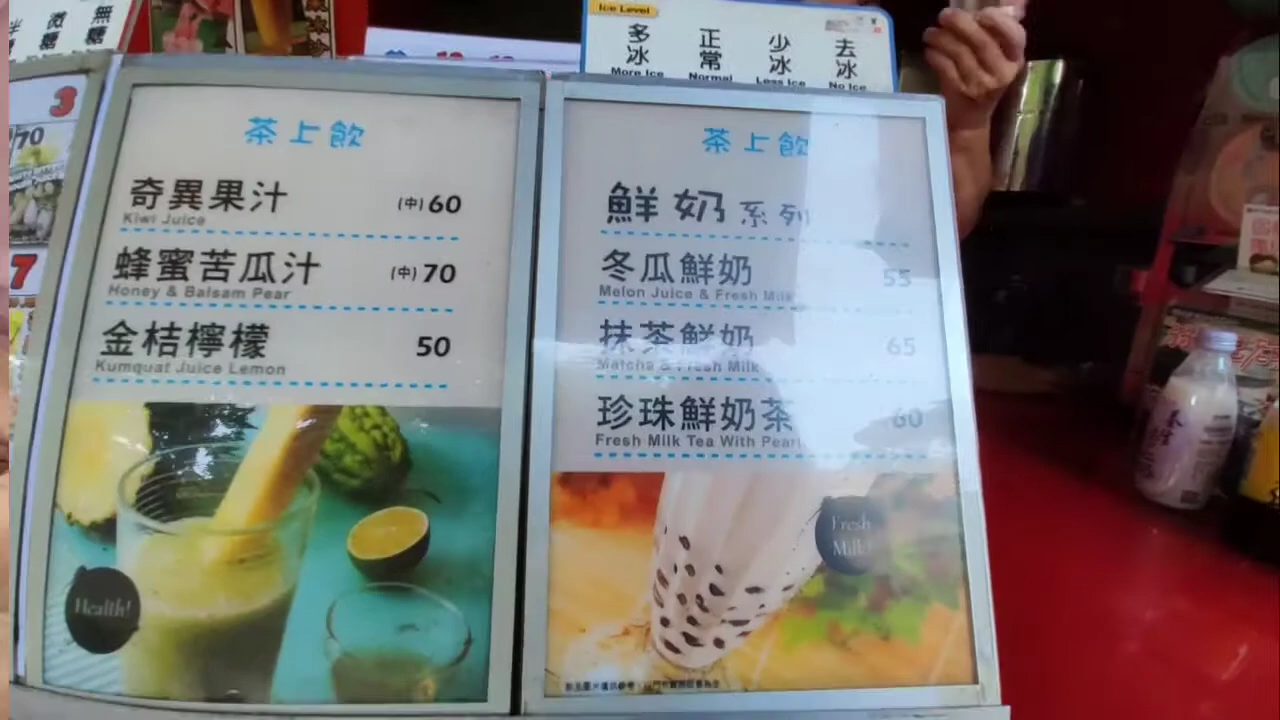 無糖
微糖
Ice Level
多冰
正常
少冰
去冰
More Ice
Normal
Less Ice
No Ice
3
70
7
茶上飲
奇異果汁 (中) 60
Kiwi Juice
蜂蜜苦瓜汁 (中) 70
Honey & Balsam Pear
金桔檸檬 50
Kumquat Juice Lemon
Health!
茶上飲
鮮奶系列
冬瓜鮮奶 55
Melon Juice & Fresh Milk
抹茶鮮奶 65
Matcha & Fresh Milk
珍珠鮮奶茶 60
Fresh Milk Tea With Pearl
Fresh
Milk!